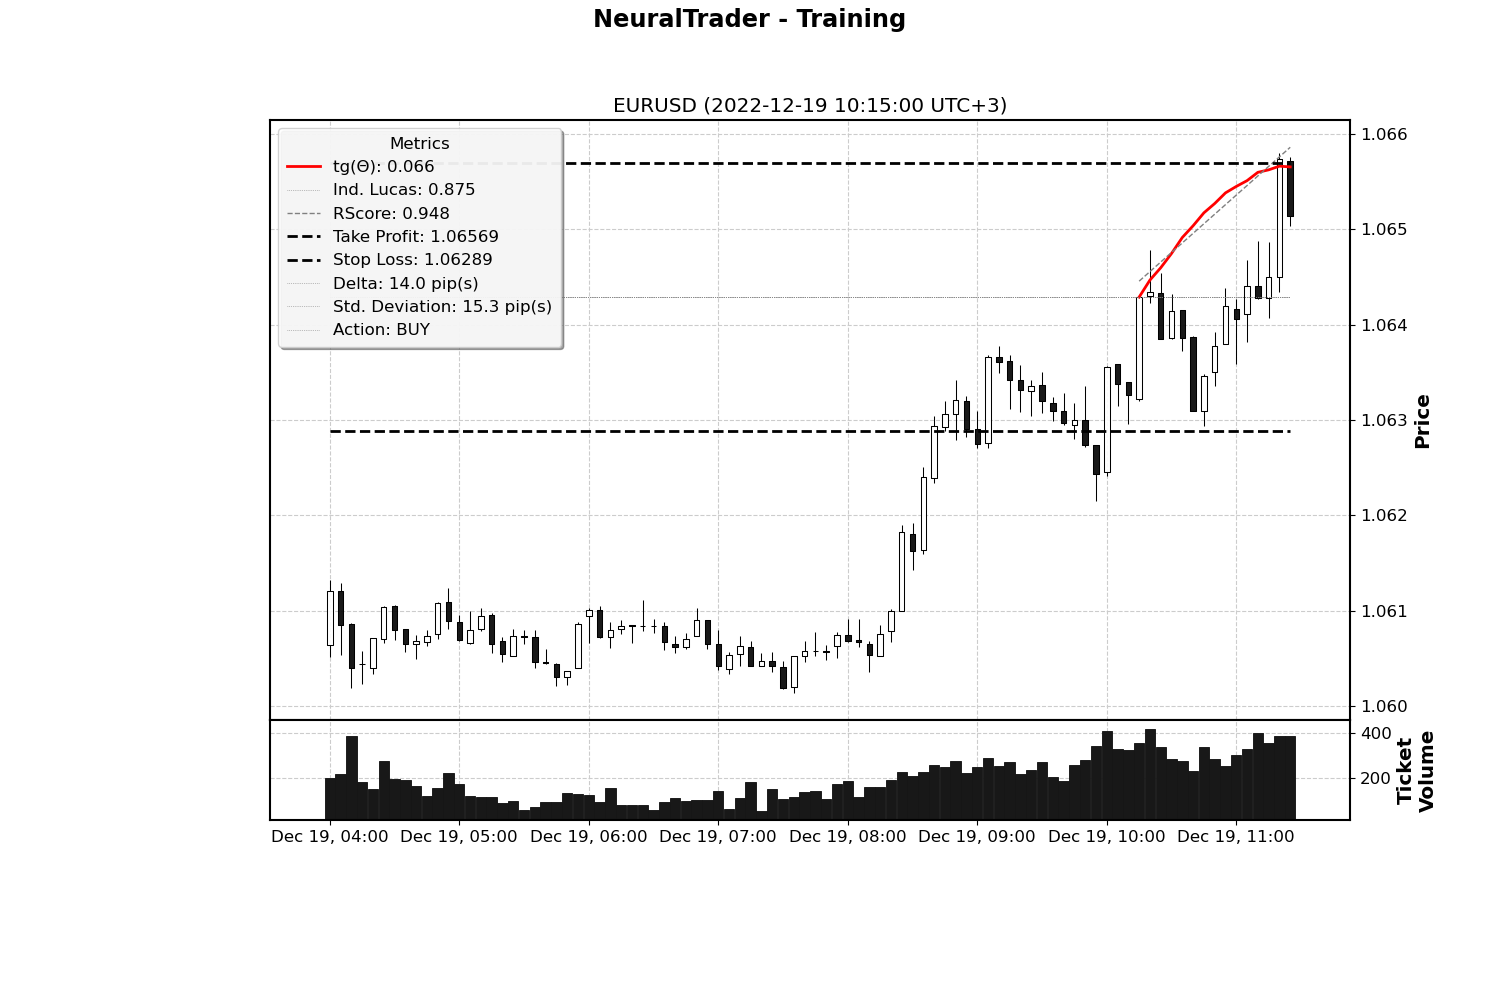 NeuralTrader - Training
EURUSD (2022-12-19 10:15:00 UTC+3)
Metrics
tg(Θ): 0.066
Ind. Lucas: 0.875
RScore: 0.948
Take Profit: 1.06569
Stop Loss: 1.06289
Delta: 14.0 pip(s)
Std. Deviation: 15.3 pip(s)
Action: BUY
1.066
1.065
1.064
1.063
1.062
1.061
1.060
Price
400
200
Ticket
Volume
Dec 19, 04:00 Dec 19, 05:00 Dec 19, 06:00 Dec 19, 07:00 Dec 19, 08:00 Dec 19, 09:00 Dec 19, 10:00 Dec 19, 11:00